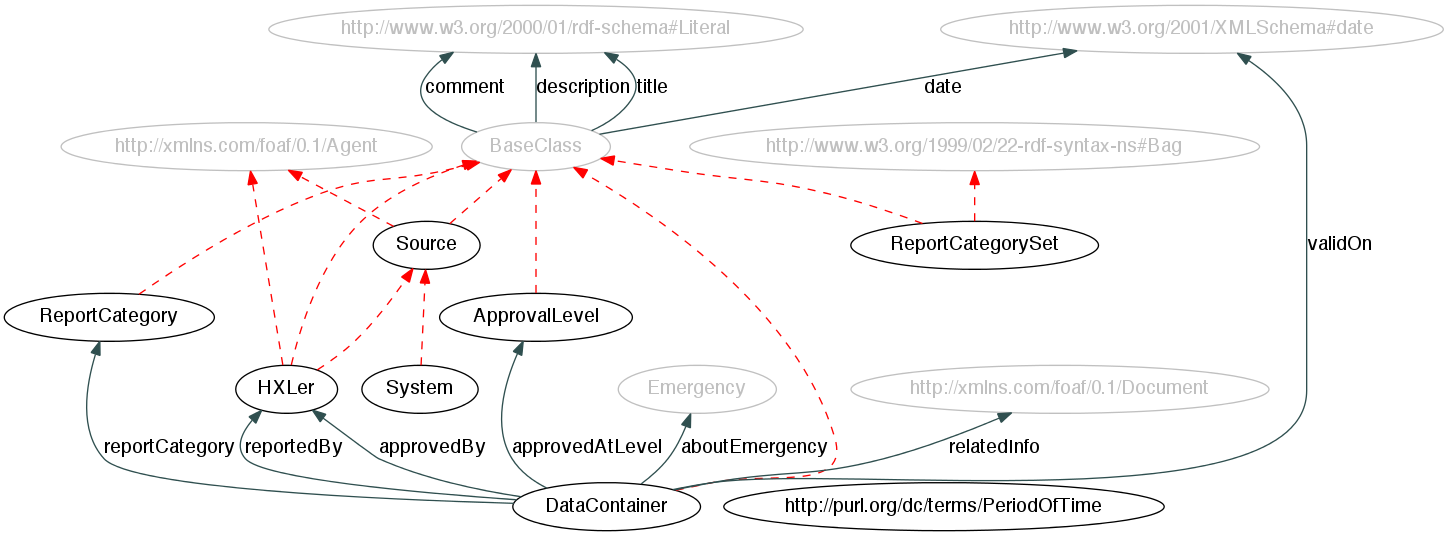 http://www.w3.org/2000/01/rdf-schema#Literal
http://www.w3.org/2001/XMLSchema#date
comment
description
title
date
http://xmlns.com/foaf/0.1/Agent
BaseClass
http://www.w3.org/1999/02/22-rdf-syntax-ns#Bag
Source
ReportCategorySet
validOn
ReportCategory
ApprovalLevel
HXLer
System
Emergency
http://xmlns.com/foaf/0.1/Document
reportCategory
reportedBy
approvedBy
approvedAtLevel
aboutEmergency
relatedInfo
DataContainer
http://purl.org/dc/terms/PeriodOfTime